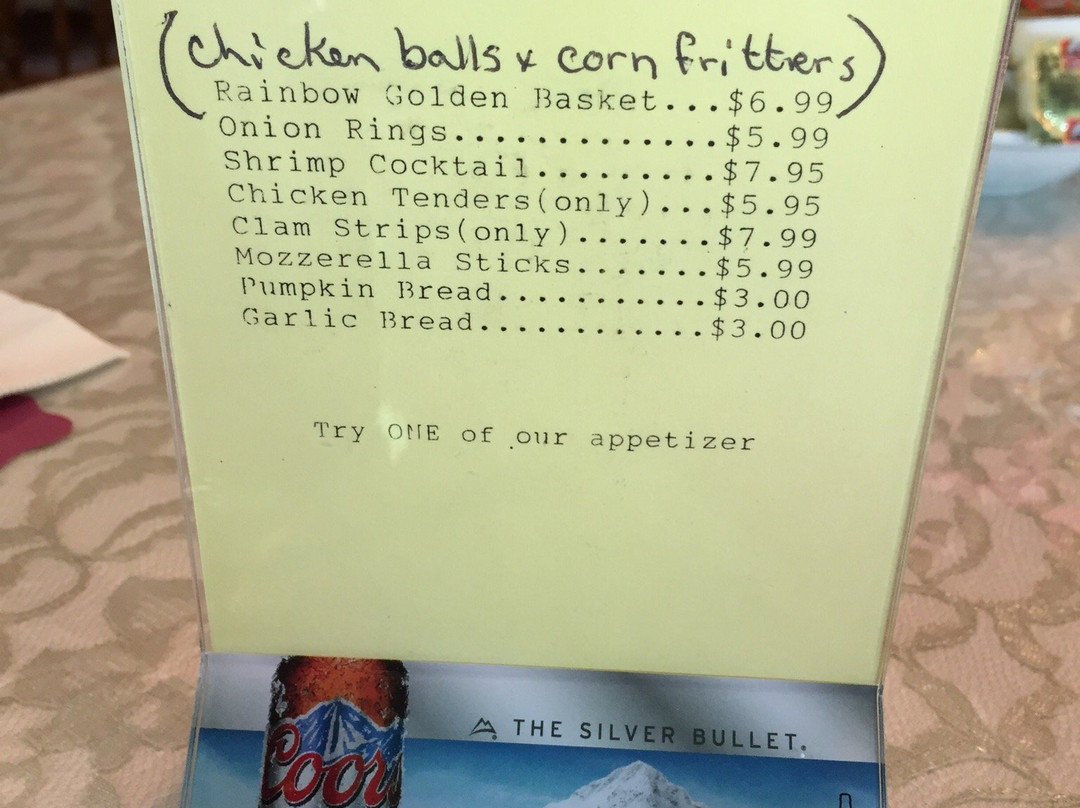 (chicken balls & corn fritters)
Rainbow Golden Basket...$6.99
Onion Rings.............$5.99
Shrimp Cocktail.........$7.95
Chicken Tenders(only)...$5.95
Clam Strips(only).......$7.99
Mozzerella Sticks.......$5.99
Pumpkin Bread...........$3.00
Garlic Bread............$3.00
Try ONE of our appetizer
THE SILVER BULLET.
Coors